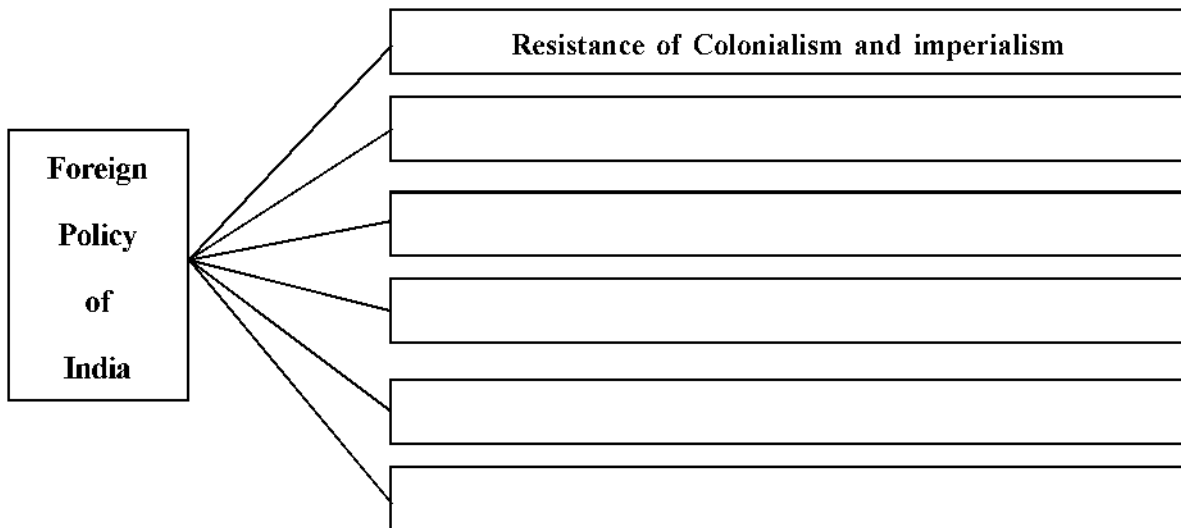 Resistance of Colonialism and imperialism
Foreign
Policy
of
India